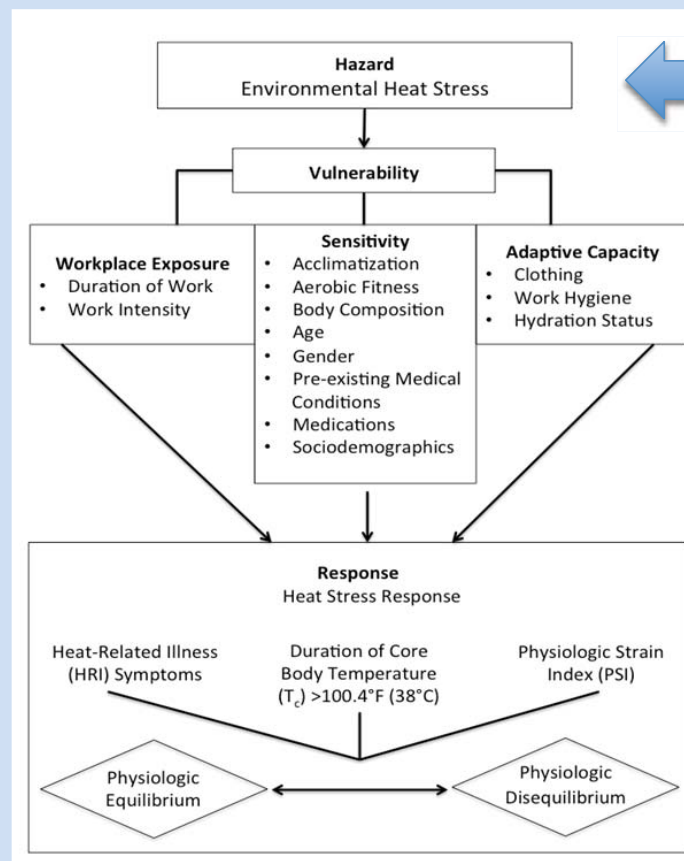 Hazard
Environmental Heat Stress
Vulnerability
Workplace Exposure
• Duration of Work
• Work Intensity
Sensitivity
• Acclimatization
• Aerobic Fitness
• Body Composition
• Age
• Gender
• Pre-existing Medical
Conditions
• Medications
• Sociodemographics
Adaptive Capacity
• Clothing
• Work Hygiene
• Hydration Status
Response
Heat Stress Response
Heat-Related Illness
(HRI) Symptoms
Duration of Core
Body Temperature
(Tc) >100.4°F (38°C)
Physiologic Strain
Index (PSI)
Physiologic
Equilibrium
Physiologic
Disequilibrium